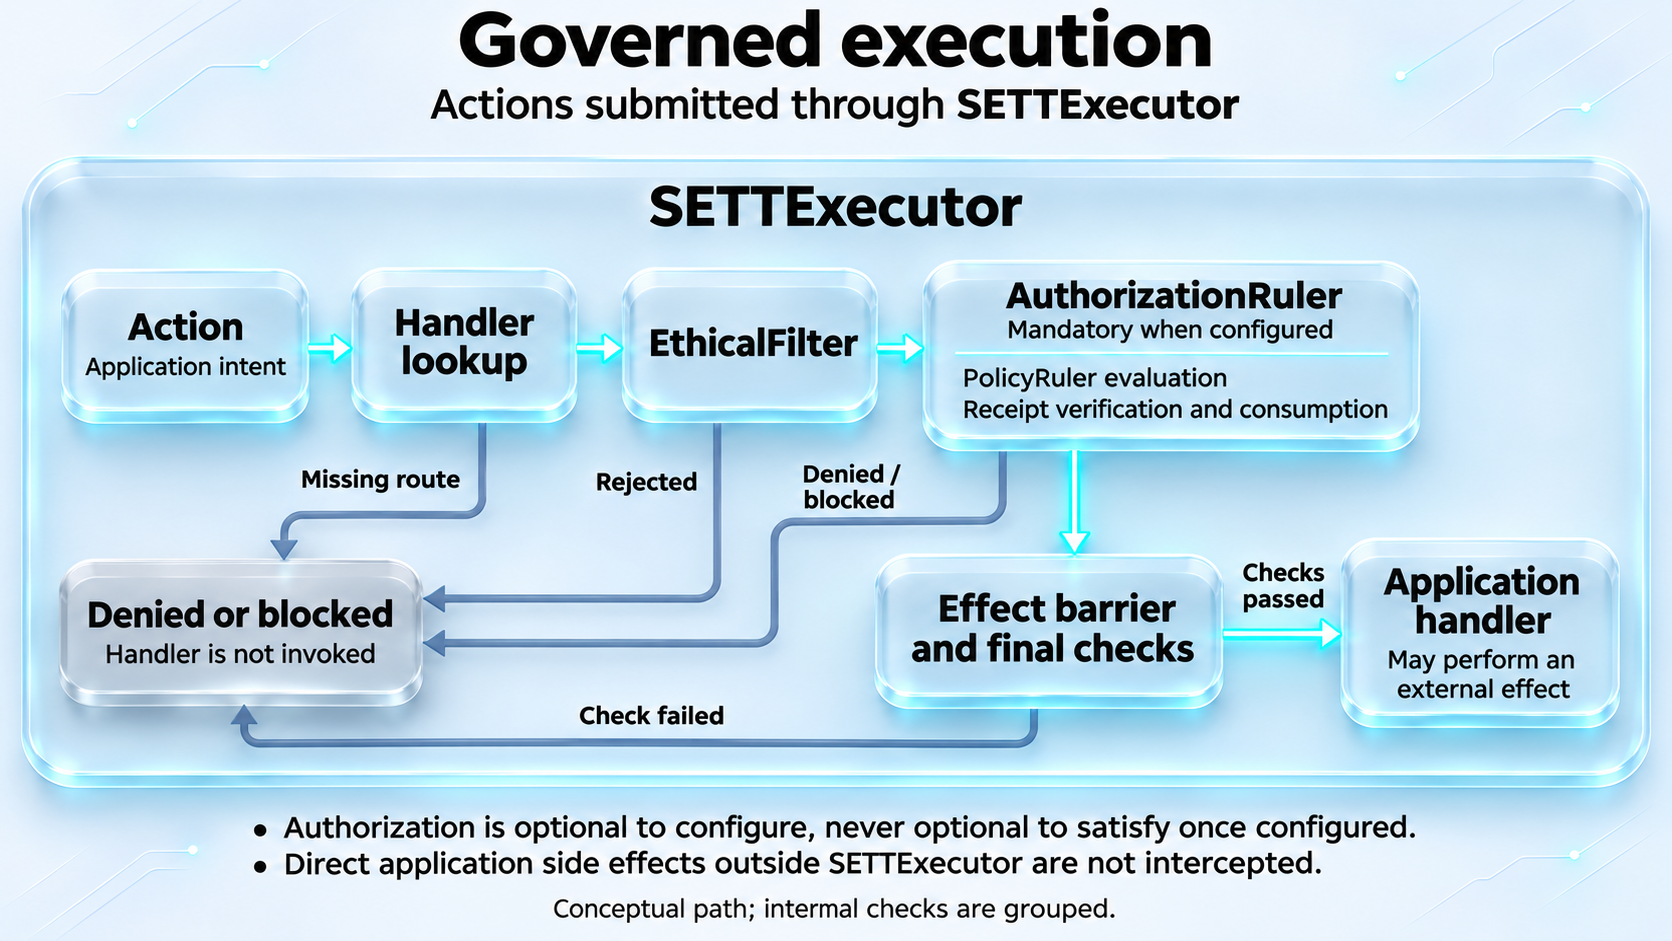 Governed execution
Actions submitted through SETTExecutor
SETTExecutor
Action
Application intent
Handler
lookup
EthicalFilter
AuthorizationRuler
Mandatory when configured
PolicyRuler evaluation
Receipt verification and consumption
Missing route
Rejected
Denied /
blocked
Denied or blocked
Handler is not invoked
Effect barrier
and final checks
Checks
passed
Application
handler
May perform an
external effect
Check failed
• Authorization is optional to configure, never optional to satisfy once configured.
• Direct application side effects outside SETTExecutor are not intercepted.
Conceptual path; internal checks are grouped.